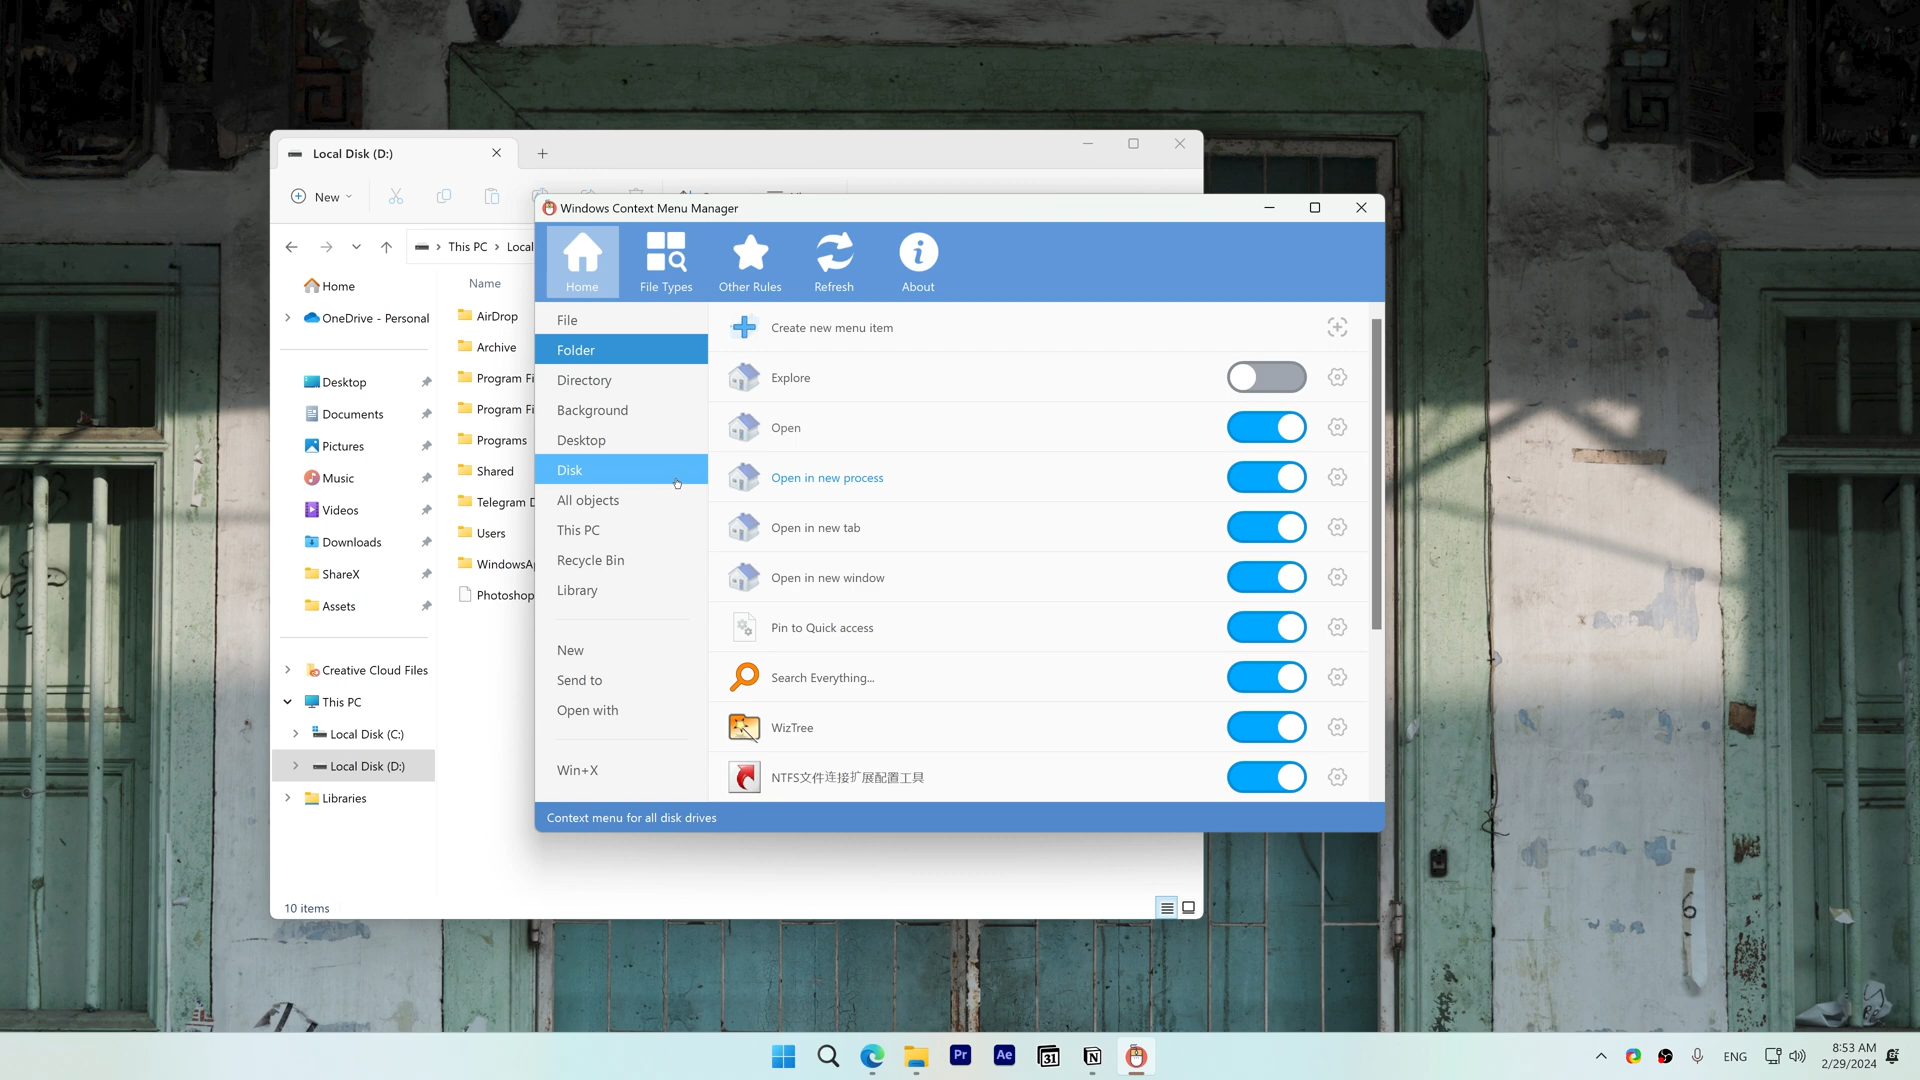 Local Disk (D:)
New
This PC
Local
Home
OneDrive - Personal
Desktop
Documents
Pictures
Music
Videos
Downloads
ShareX
Assets
Creative Cloud Files
This PC
Local Disk (C:)
Local Disk (D:)
Libraries
Name
AirDrop
Archive
Program Fi
Program Fi
Programs
Shared
Telegram D
Users
WindowsAp
Photoshop
10 items
Windows Context Menu Manager
Home
File Types
Other Rules
Refresh
About
File
Folder
Directory
Background
Desktop
Disk
All objects
This PC
Recycle Bin
Library
New
Send to
Open with
Win+X
Create new menu item
Explore
Open
Open in new process
Open in new tab
Open in new window
Pin to Quick access
Search Everything...
WizTree
NTFS文件连接扩展配置工具
Context menu for all disk drives
Pr
Ae
31
ENG
8:53 AM
2/29/2024